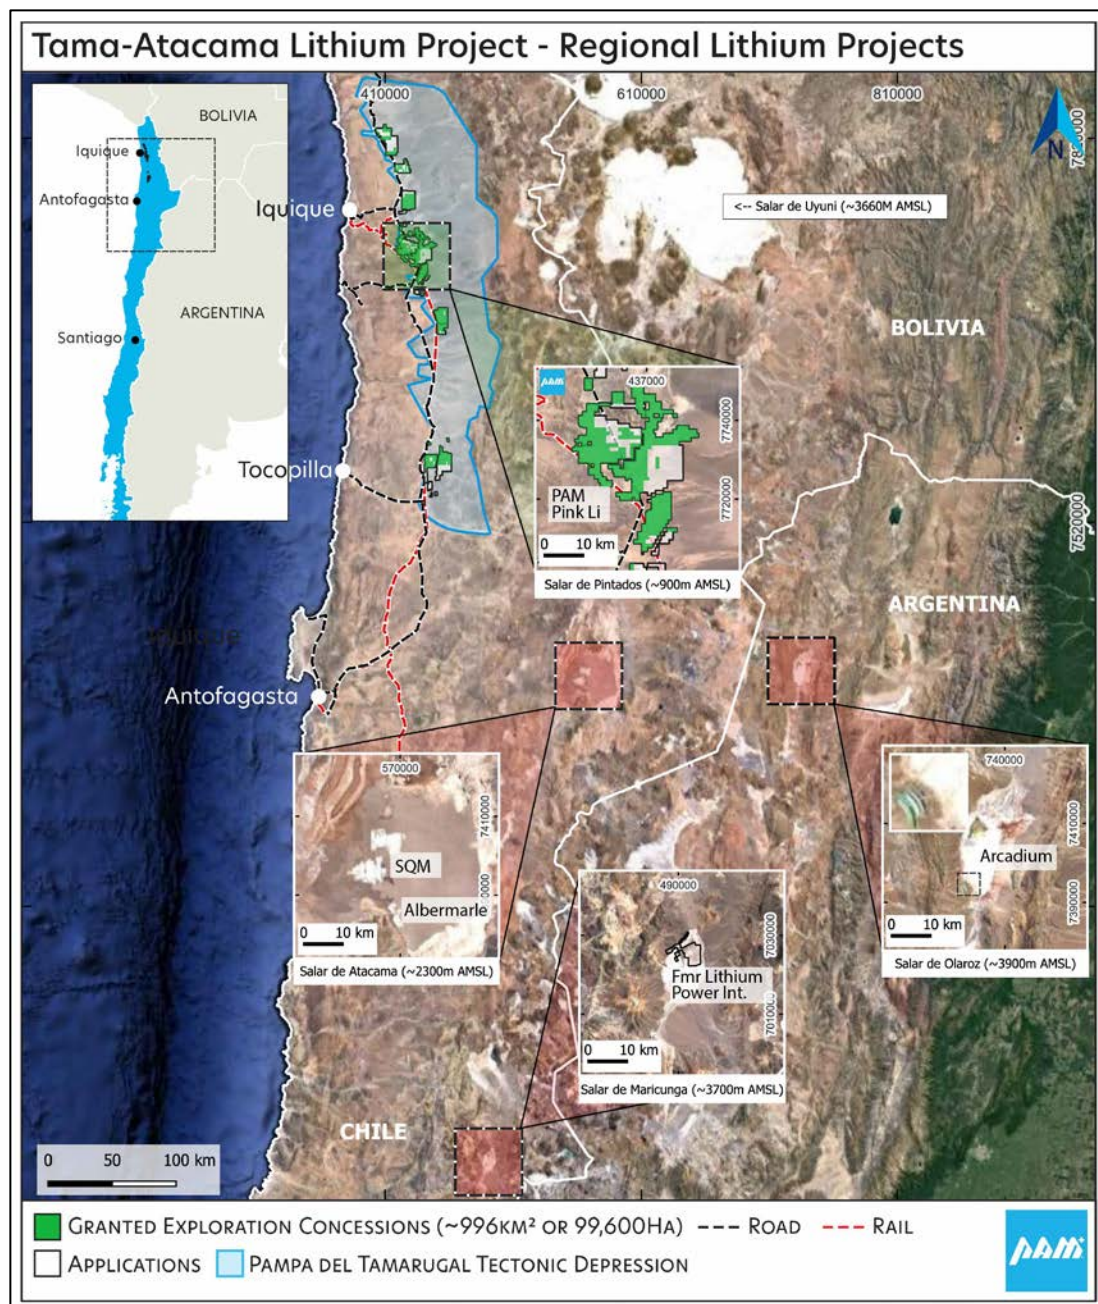 Tama-Atacama Lithium Project - Regional Lithium Projects
410000
610000
810000
BOLIVIA
Iquique
Antofagasta
ARGENTINA
Santiago
N
Iquique
<-- Salar de Uyuni (~3660M AMSL)
BOLIVIA
PAM
437000
7740000
7720000
PAM
Pink Li
0 10 km
Salar de Pintados (~900m AMSL)
Tocopilla
7520000
ARGENTINA
Iquique
Antofagasta
570000
7410000
SQM
Albermarle
0 10 km
Salar de Atacama (~2300m AMSL)
740000
7410000
Arcadium
7390000
0 10 km
Salar de Olaroz (~3900m AMSL)
490000
7030000
Fmr Lithium
Power Int.
7010000
0 10 km
Salar de Maricunga (~3700m AMSL)
CHILE
0 50 100 km
GRANTED EXPLORATION CONCESSIONS (~996KM² OR 99,600HA)
ROAD
RAIL
APPLICATIONS
PAMPA DEL TAMARUGAL TECTONIC DEPRESSION
PAM